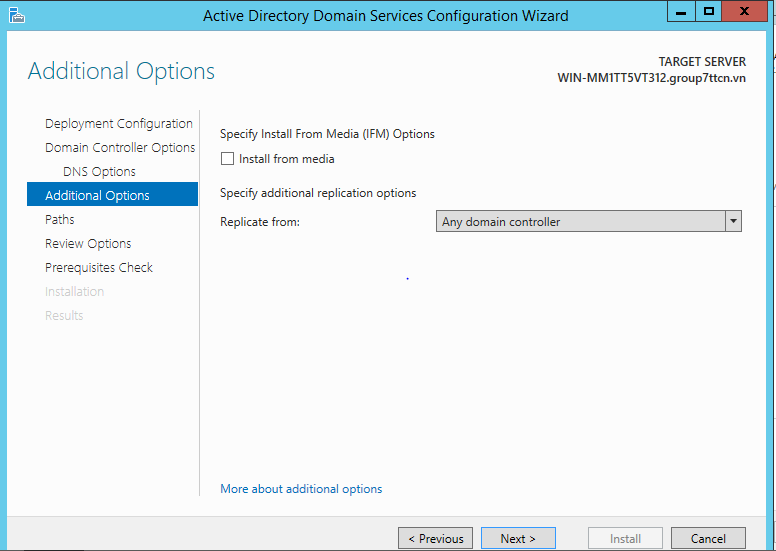 Active Directory Domain Services Configuration Wizard
Additional Options
TARGET SERVER
WIN-MM1TT5VT312.group7ttcn.vn
Deployment Configuration
Domain Controller Options
DNS Options
Additional Options
Paths
Review Options
Prerequisites Check
Installation
Results
Specify Install From Media (IFM) Options
Install from media
Specify additional replication options
Replicate from:
Any domain controller
More about additional options
< Previous
Next >
Install
Cancel